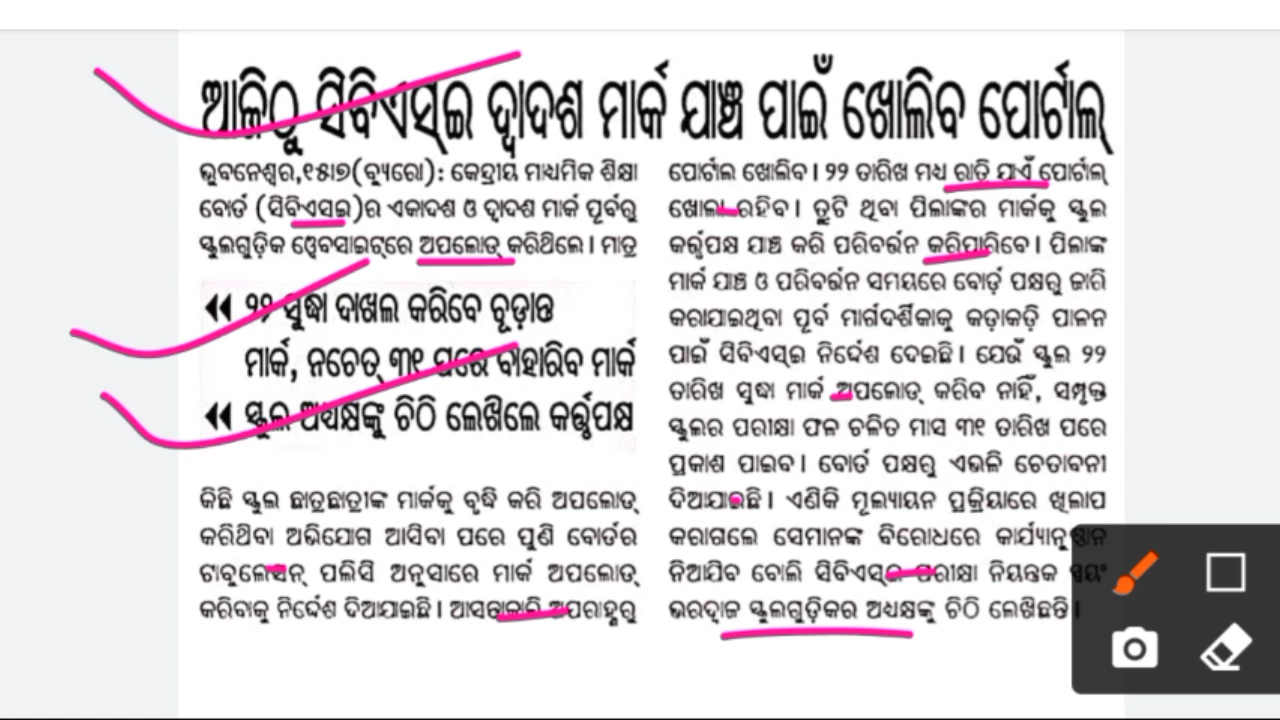 ଆଜିଠୁ ସିବିଏସ୍ଇ ଦ୍ୱାଦଶ ମାର୍କ ଯାଞ୍ଚ ପାଇଁ ଖୋଲିବ ପୋର୍ଟାଲ୍
ଭୁବନେଶ୍ୱର,୧୫।୭(ବ୍ୟୁରୋ): କେନ୍ଦ୍ରୀୟ ମାଧ୍ୟମିକ ଶିକ୍ଷା
ବୋର୍ଡ (ସିବିଏସଇ)ର ଏକାଦଶ ଓ ଦ୍ୱାଦଶ ମାର୍କ ପୂର୍ବରୁ
ସ୍କୁଲଗୁଡ଼ିକ ୱେବସାଇଟ୍‌ରେ ଅପଲୋଡ୍ କରିଥିଲେ। ମାତ୍ର
୨୨ ସୁଦ୍ଧା ଦାଖଲ କରିବେ ଚୂଡ଼ାନ୍ତ
ମାର୍କ, ନଚେତ୍ ୩୧ ପରେ ବାହାରିବ ମାର୍କ
ସ୍କୁଲ ଅଧ୍ୟକ୍ଷଙ୍କୁ ଚିଠି ଲେଖିଲେ କର୍ତ୍ତୃପକ୍ଷ
କିଛି ସ୍କୁଲ ଛାତ୍ରଛାତ୍ରୀଙ୍କ ମାର୍କକୁ ବୃଦ୍ଧି କରି ଅପଲୋଡ୍
କରିଥିବା ଅଭିଯୋଗ ଆସିବା ପରେ ପୁଣି ବୋର୍ଡର
ଟାବୁଲେସନ୍ ପଲିସି ଅନୁସାରେ ମାର୍କ ଅପଲୋଡ୍
କରିବାକୁ ନିର୍ଦ୍ଦେଶ ଦିଆଯାଇଛି। ଆସନ୍ତାକାଲି ଅପରାହ୍ନରୁ
ପୋର୍ଟାଲ ଖୋଲିବ। ୨୨ ତାରିଖ ମଧ୍ୟ ରାତି ଯାଏଁ ପୋର୍ଟାଲ୍
ଖୋଲା ରହିବ। ତ୍ରୁଟି ଥିବା ପିଲାଙ୍କର ମାର୍କକୁ ସ୍କୁଲ
କର୍ତ୍ତୃପକ୍ଷ ଯାଞ୍ଚ କରି ପରିବର୍ତ୍ତନ କରିପାରିବେ। ପିଲାଙ୍କ
ମାର୍କ ଯାଞ୍ଚ ଓ ପରିବର୍ତ୍ତନ ସମୟରେ ବୋର୍ଡ଼ ପକ୍ଷରୁ ଜାରି
କରାଯାଇଥିବା ପୂର୍ବ ମାର୍ଗଦର୍ଶିକାକୁ କଡ଼ାକଡ଼ି ପାଳନ
ପାଇଁ ସିବିଏସ୍ଇ ନିର୍ଦ୍ଦେଶ ଦେଇଛି। ଯେଉଁ ସ୍କୁଲ ୨୨
ତାରିଖ ସୁଦ୍ଧା ମାର୍କ ଅପଲୋଡ୍ କରିବ ନାହିଁ, ସମ୍ପୃକ୍ତ
ସ୍କୁଲର ପରୀକ୍ଷା ଫଳ ଚଳିତ ମାସ ୩୧ ତାରିଖ ପରେ
ପ୍ରକାଶ ପାଇବ। ବୋର୍ଡ ପକ୍ଷରୁ ଏଭଳି ଚେତାବନୀ
ଦିଆଯାଇଛି। ଏଣିକି ମୂଲ୍ୟାୟନ ପ୍ରକ୍ରିୟାରେ ଖିଲାପ
କରାଗଲେ ସେମାନଙ୍କ ବିରୋଧରେ କାର୍ଯ୍ୟାନୁଷ୍ଠାନ
ନିଆଯିବ ବୋଲି ସିବିଏସ୍ଇ ପରୀକ୍ଷା ନିୟନ୍ତକ ସ୍ୱୟଂ
ଭରଦ୍ୱାଜ ସ୍କୁଲଗୁଡ଼ିକର ଅଧ୍ୟକ୍ଷଙ୍କୁ ଚିଠି ଲେଖିଛନ୍ତି।